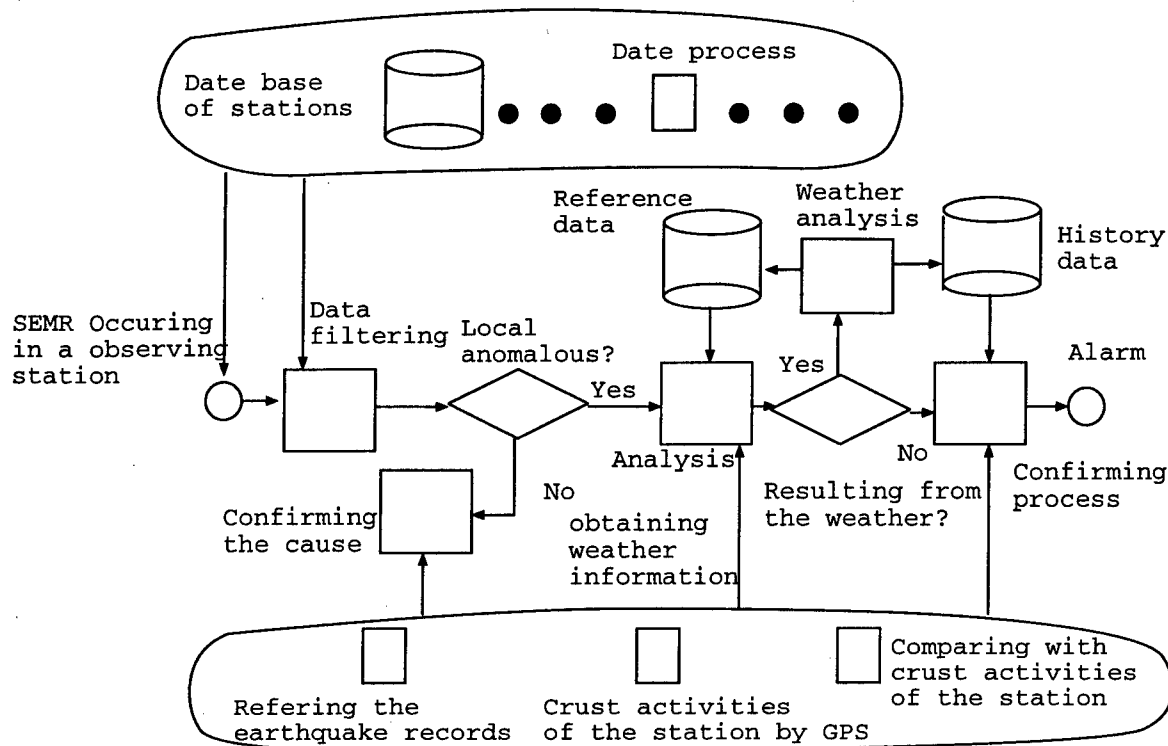 Date base
of stations
Date process
Reference
data
Weather
analysis
History
data
SEMR Occuring
in a observing
station
Data
filtering
Local
anomalous?
Yes
Yes
Alarm
Analysis
No
Confirming
process
Resulting from
the weather?
No
Confirming
the cause
obtaining
weather
information
Refering the
earthquake records
Crust activities
of the station by GPS
Comparing with
crust activities
of the station